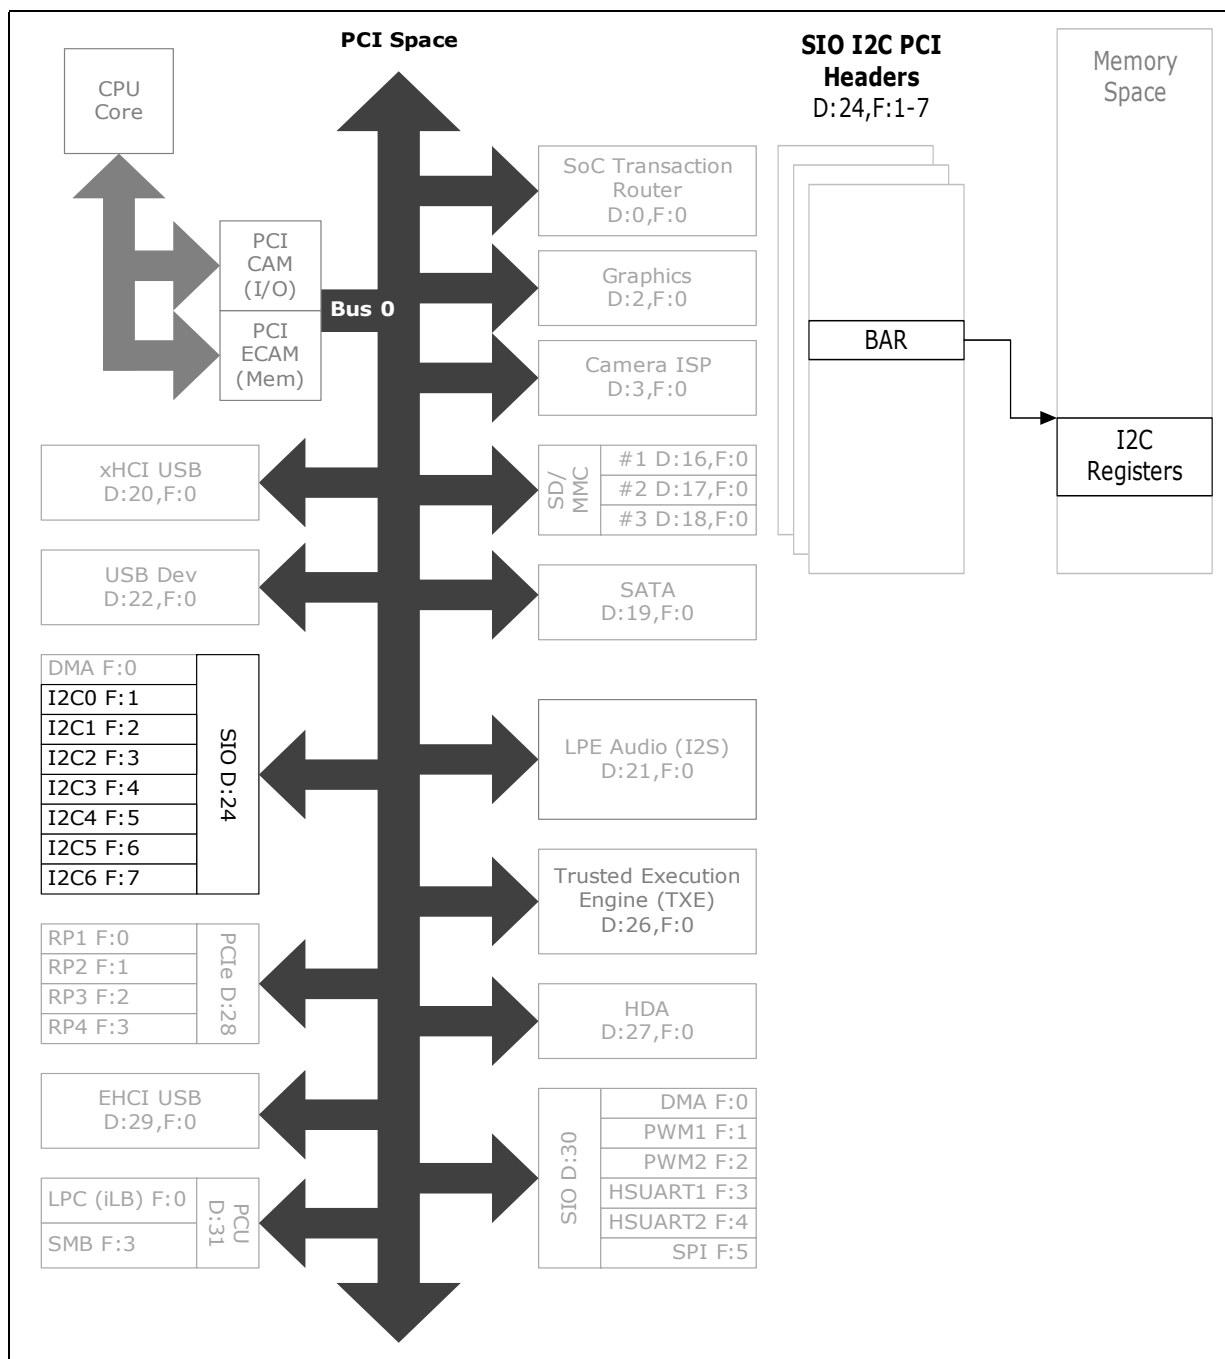 PCI Space
CPU
Core
PCI
CAM
(I/O)
PCI
ECAM
(Mem)
Bus 0
SoC Transaction
Router
D:0,F:0
Graphics
D:2,F:0
Camera ISP
D:3,F:0
SD/
MMC
#1 D:16,F:0
#2 D:17,F:0
#3 D:18,F:0
SATA
D:19,F:0
LPE Audio (I2S)
D:21,F:0
Trusted Execution
Engine (TXE)
D:26,F:0
HDA
D:27,F:0
SIO D:30
DMA F:0
PWM1 F:1
PWM2 F:2
HSUART1 F:3
HSUART2 F:4
SPI F:5
xHCI USB
D:20,F:0
USB Dev
D:22,F:0
DMA F:0
I2C0 F:1
I2C1 F:2
I2C2 F:3
I2C3 F:4
I2C4 F:5
I2C5 F:6
I2C6 F:7
SIO D:24
RP1 F:0
RP2 F:1
RP3 F:2
RP4 F:3
PCIe D:28
EHCI USB
D:29,F:0
LPC (iLB) F:0
SMB F:3
PCU
D:31
SIO I2C PCI
Headers
D:24,F:1-7
BAR
Memory
Space
I2C
Registers